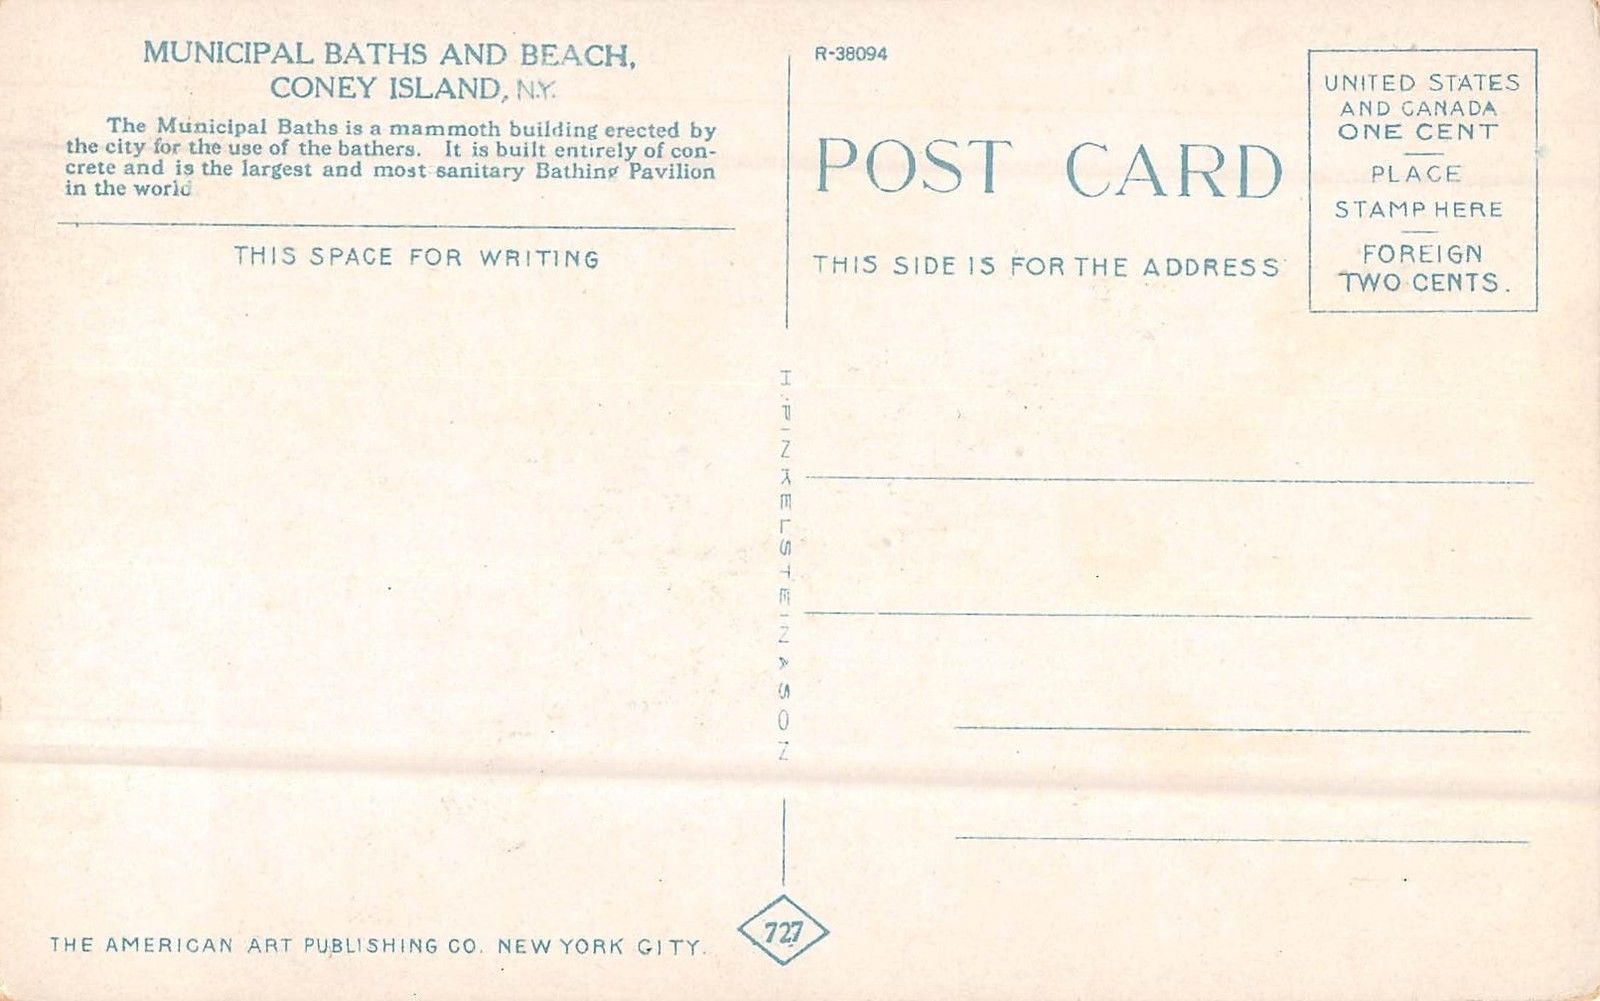 MUNICIPAL BATHS AND BEACH,
CONEY ISLAND, N.Y.
The Municipal Baths is a mammoth building erected by
the city for the use of the bathers. It is built entirely of con-
crete and is the largest and most sanitary Bathing Pavilion
in the world
THIS SPACE FOR WRITING
R-38094
POST CARD
THIS SIDE IS FOR THE ADDRESS
UNITED STATES
AND CANADA
ONE CENT
PLACE
STAMP HERE
FOREIGN
TWO CENTS.
H. FINKELSTEIN & SON
THE AMERICAN ART PUBLISHING CO. NEW YORK CITY.
727